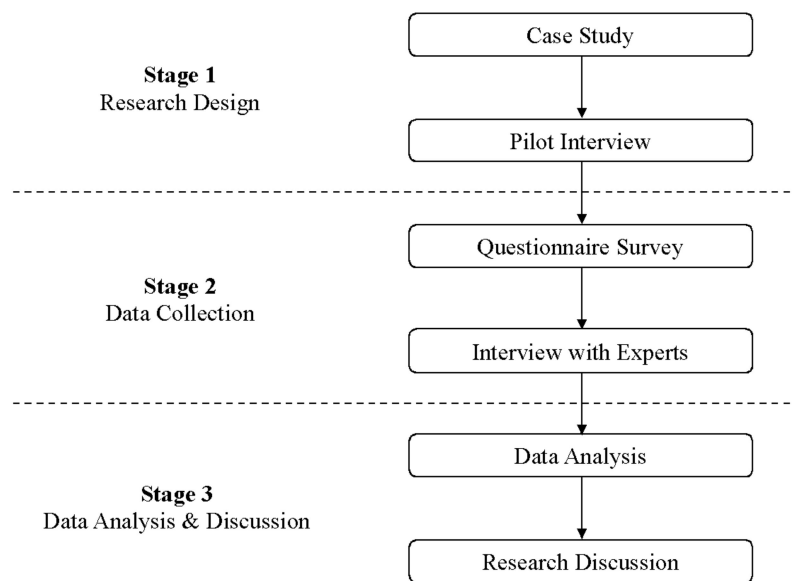 Case Study
Stage 1
Research Design
Pilot Interview
Questionnaire Survey
Stage 2
Data Collection
Interview with Experts
Data Analysis
Stage 3
Data Analysis & Discussion
Research Discussion